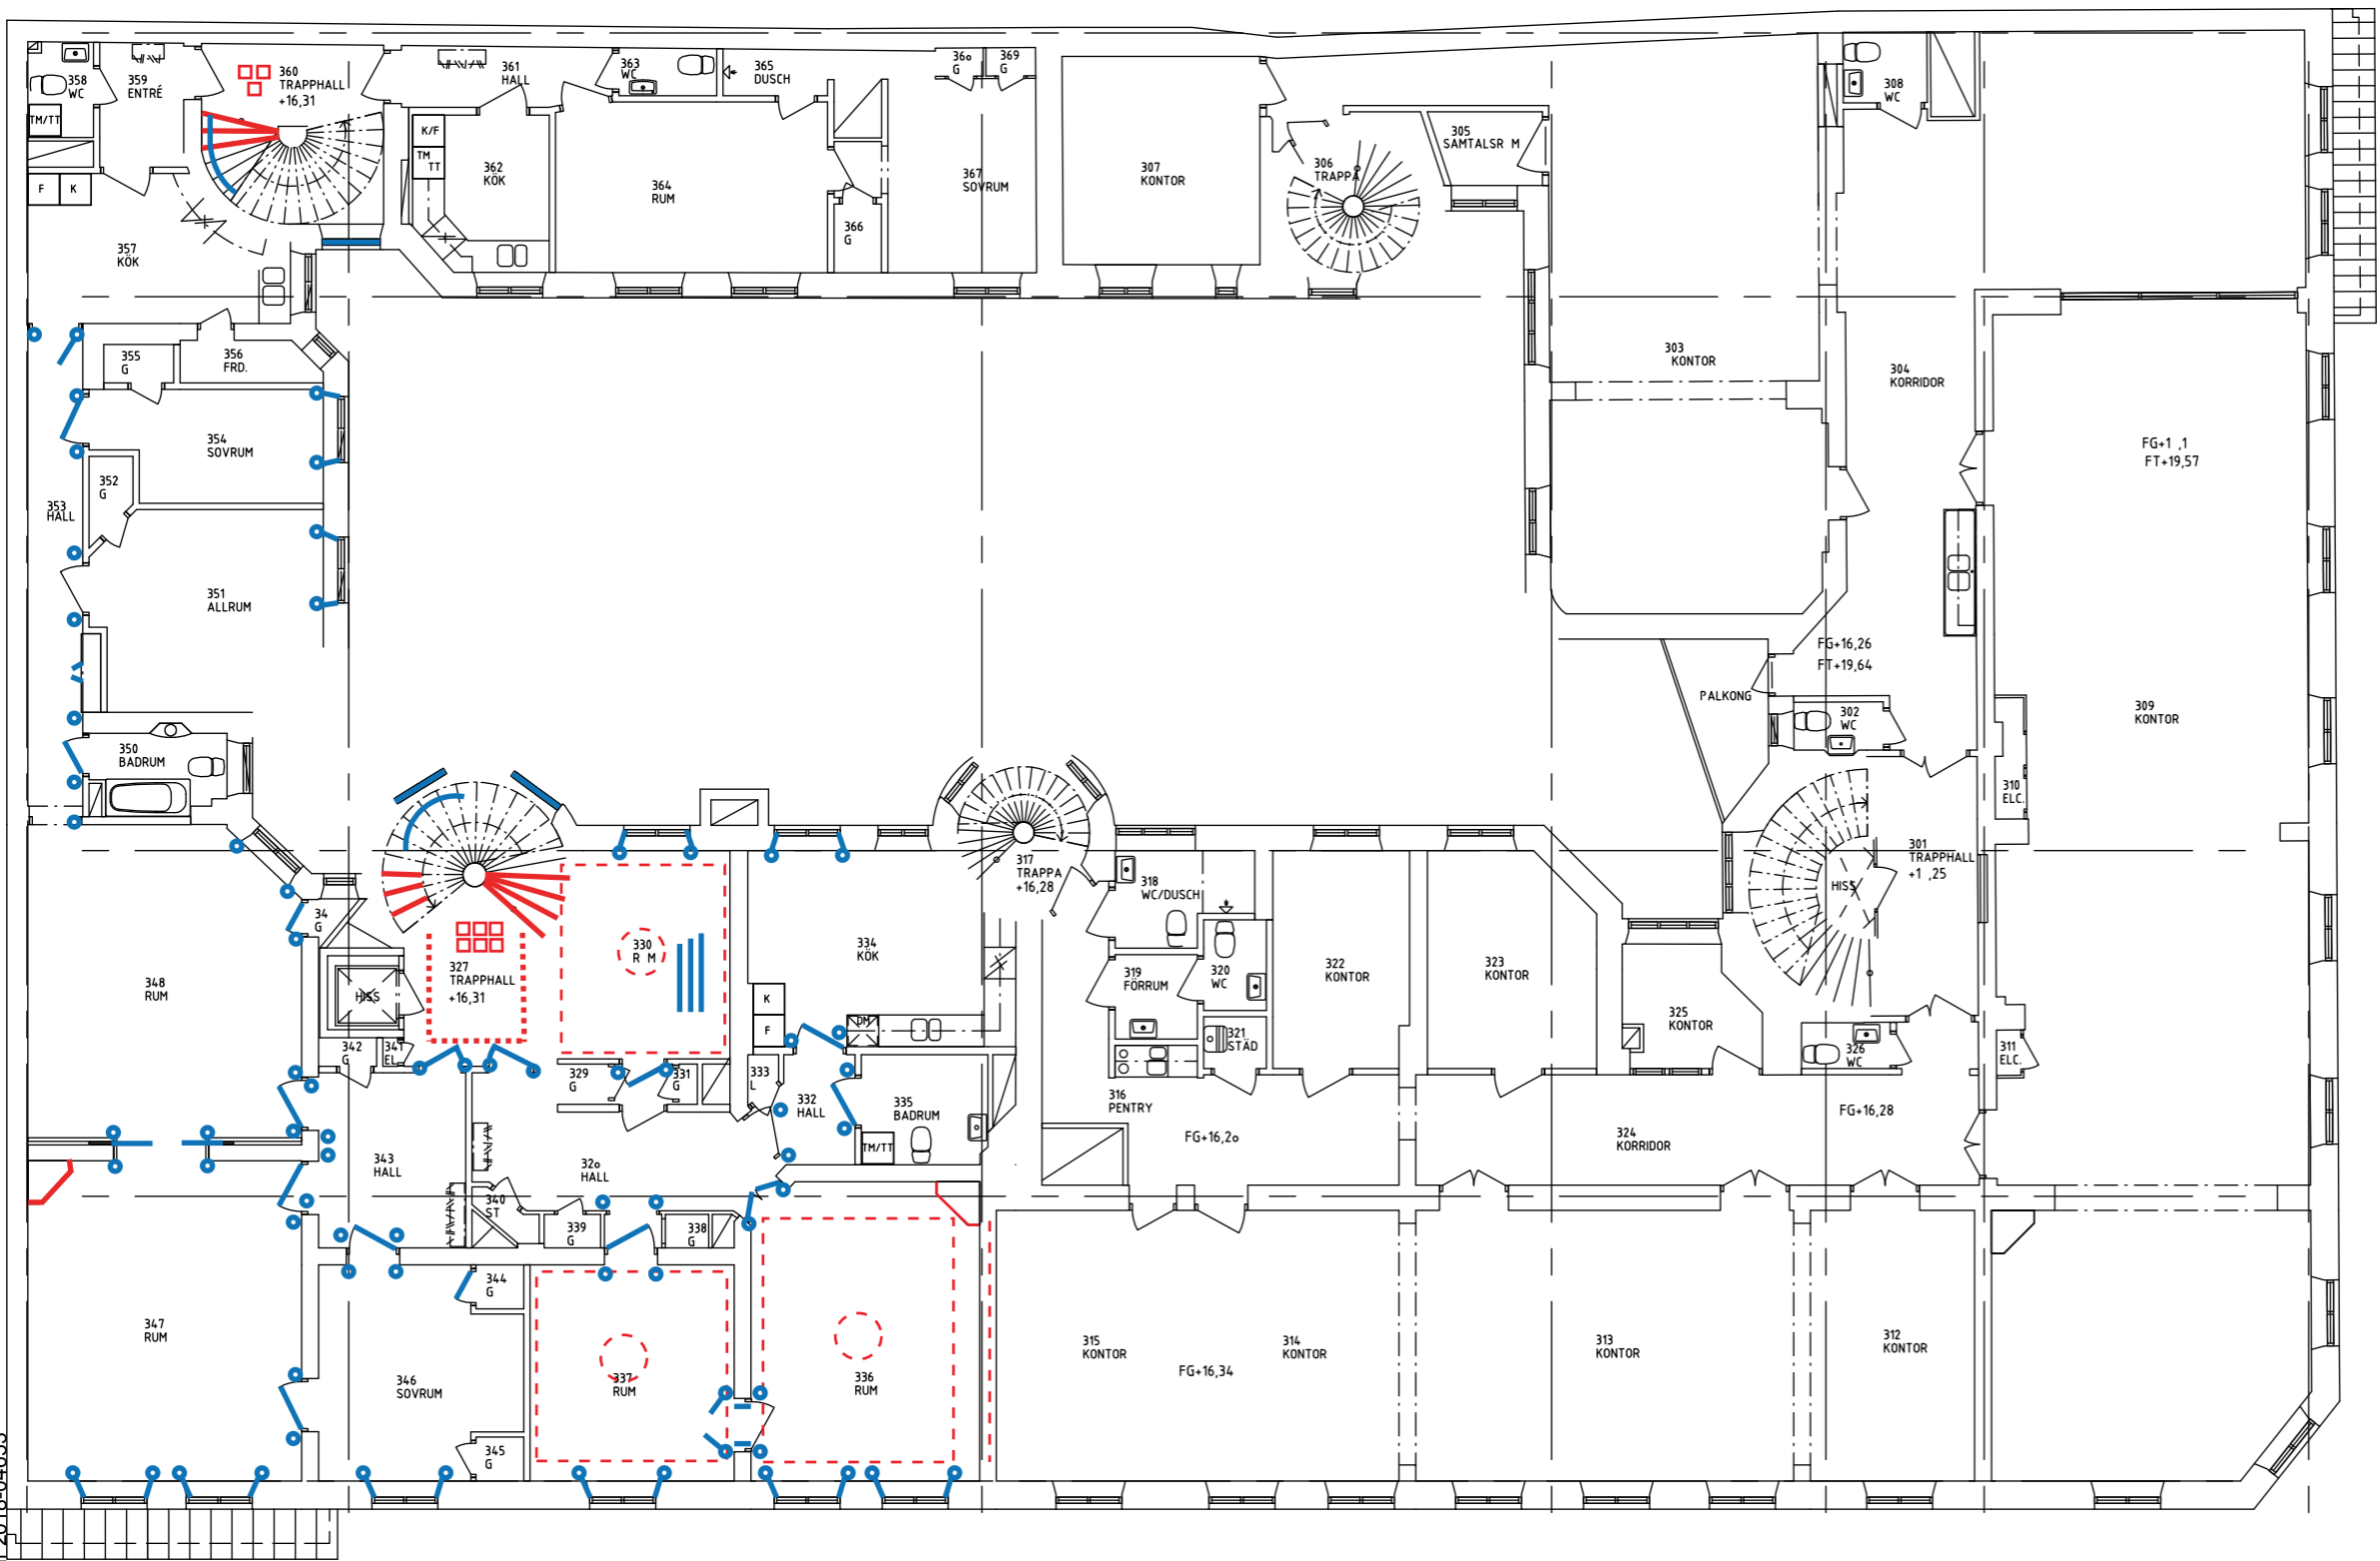 358
WC
TM/TT
359
ENTRÉ
360
TRAPPHALL
+16,31
361
HALL
363
WC
365
DUSCH
36o
G
369
G
308
WC
K/F
TM
TT
362
KÖK
364
RUM
366
G
367
SOVRUM
307
KONTOR
306
TRAPPA
305
SAMTALSR M
F
K
357
KÖK
355
G
356
FRD.
354
SOVRUM
352
G
353
HALL
351
ALLRUM
350
BADRUM
303
KONTOR
304
KORRIDOR
FG+1 ,1
FT+19,57
FG+16,26
FT+19,64
PALKONG
302
WC
309
KONTOR
310
ELC.
301
TRAPPHALL
+1 ,25
HISS
317
TRAPPA
+16,28
318
WC/DUSCH
34
G
348
RUM
HISS
327
TRAPPHALL
+16,31
330
R M
334
KÖK
K
F
DM
319
FÖRRUM
320
WC
321
STÄD
322
KONTOR
323
KONTOR
325
KONTOR
326
WC
311
ELC.
342
G
341
EL.
329
G
331
G
333
L
332
HALL
335
BADRUM
TM/TT
316
PENTRY
FG+16,2o
FG+16,28
324
KORRIDOR
343
HALL
32o
HALL
340
ST
339
G
338
G
344
G
347
RUM
346
SOVRUM
345
G
337
RUM
336
RUM
315
KONTOR
FG+16,34
314
KONTOR
313
KONTOR
312
KONTOR